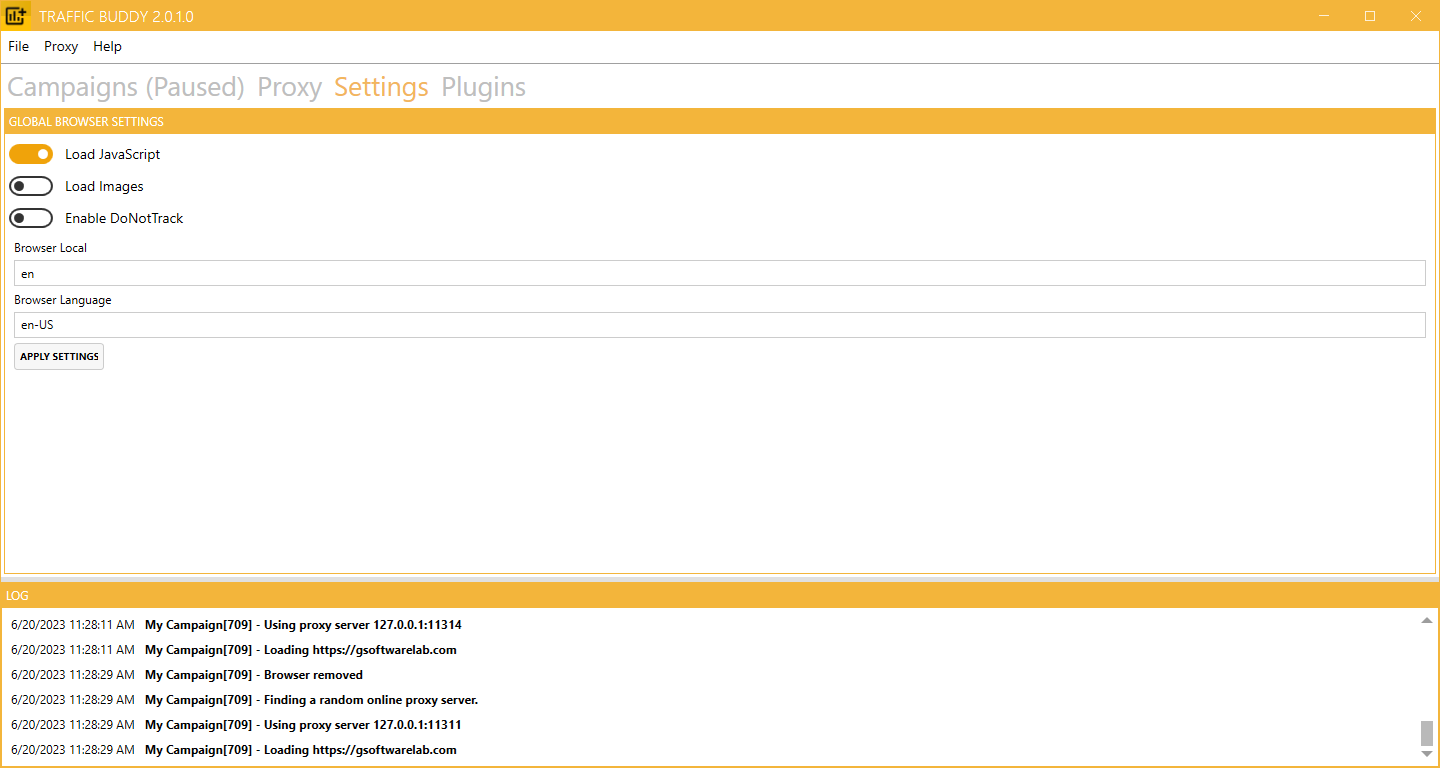 TRAFFIC BUDDY 2.0.1.0
File Proxy Help
Campaigns (Paused) Proxy Settings Plugins
GLOBAL BROWSER SETTINGS
Load JavaScript
Load Images
Enable DoNotTrack
Browser Local
en
Browser Language
en-US
APPLY SETTINGS
LOG
6/20/2023 11:28:11 AM My Campaign[709] - Using proxy server 127.0.0.1:11314
6/20/2023 11:28:11 AM My Campaign[709] - Loading https://gsoftwarelab.com
6/20/2023 11:28:29 AM My Campaign[709] - Browser removed
6/20/2023 11:28:29 AM My Campaign[709] - Finding a random online proxy server.
6/20/2023 11:28:29 AM My Campaign[709] - Using proxy server 127.0.0.1:11311
6/20/2023 11:28:29 AM My Campaign[709] - Loading https://gsoftwarelab.com